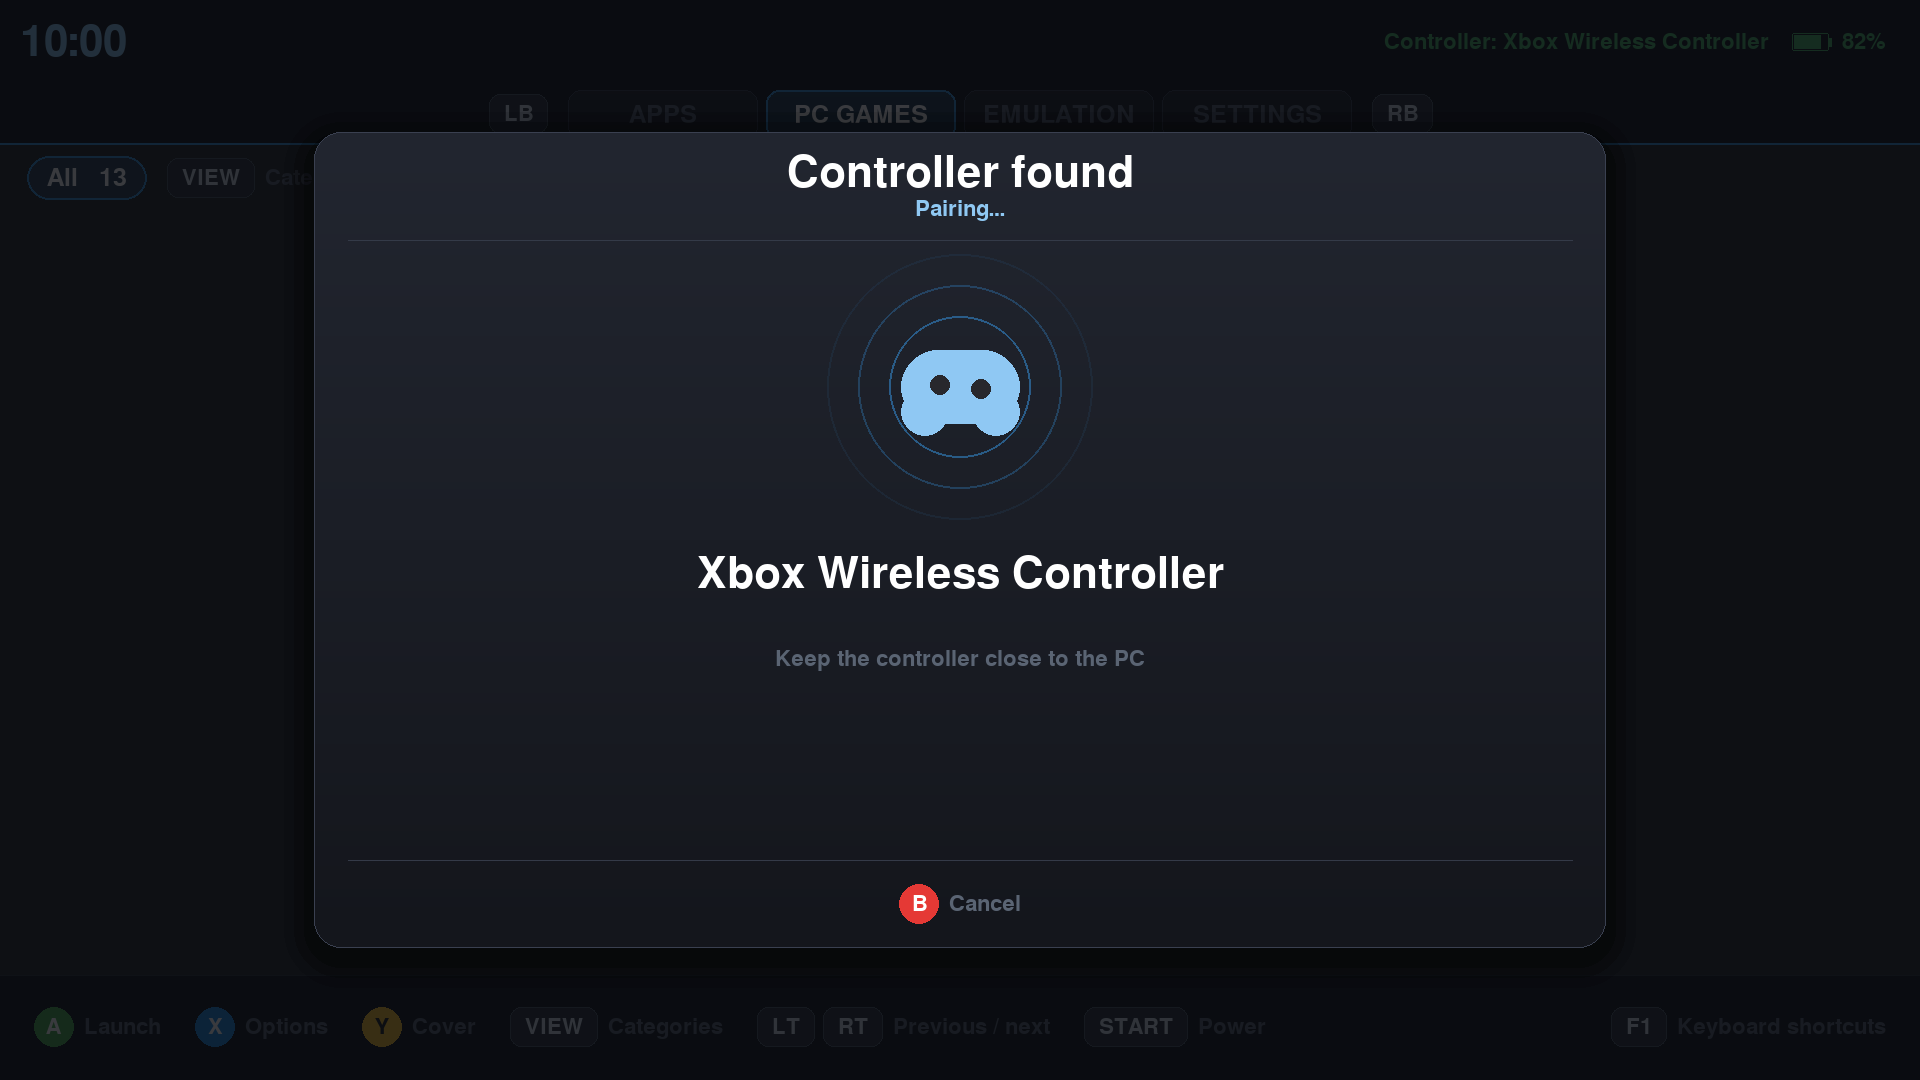 10:00
Controller: Xbox Wireless Controller 82%
LB APPS PC GAMES EMULATION SETTINGS RB
All 13 VIEW Cate
Controller found
Pairing...
Xbox Wireless Controller
Keep the controller close to the PC
B Cancel
A Launch X Options Y Cover VIEW Categories LT RT Previous / next START Power F1 Keyboard shortcuts